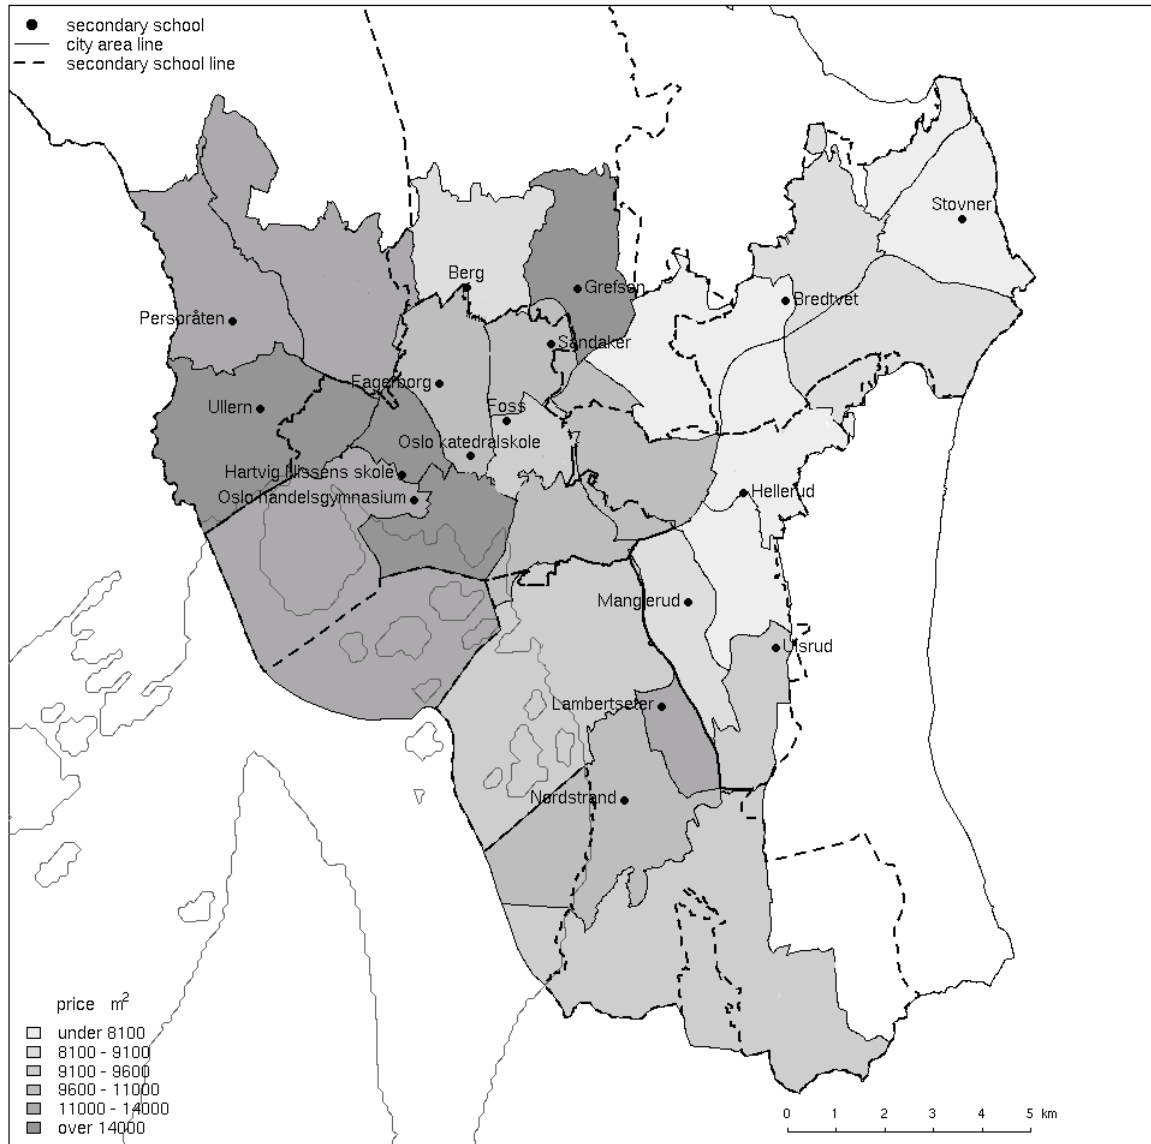 secondary school
city area line
secondary school line
Stovner
Berg
Grefsen
Bredtvet
Persbråten
Sandaker
Fagerborg
Ullern
Foss
Oslo katedralskole
Hartvig Nissens skole
Hellerud
Oslo handelsgymnasium
Manglerud
Ulsrud
Lambertseter
Nordstrand
price m²
under 8100
8100 - 9100
9100 - 9600
9600 - 11000
11000 - 14000
over 14000
0 1 2 3 4 5 km